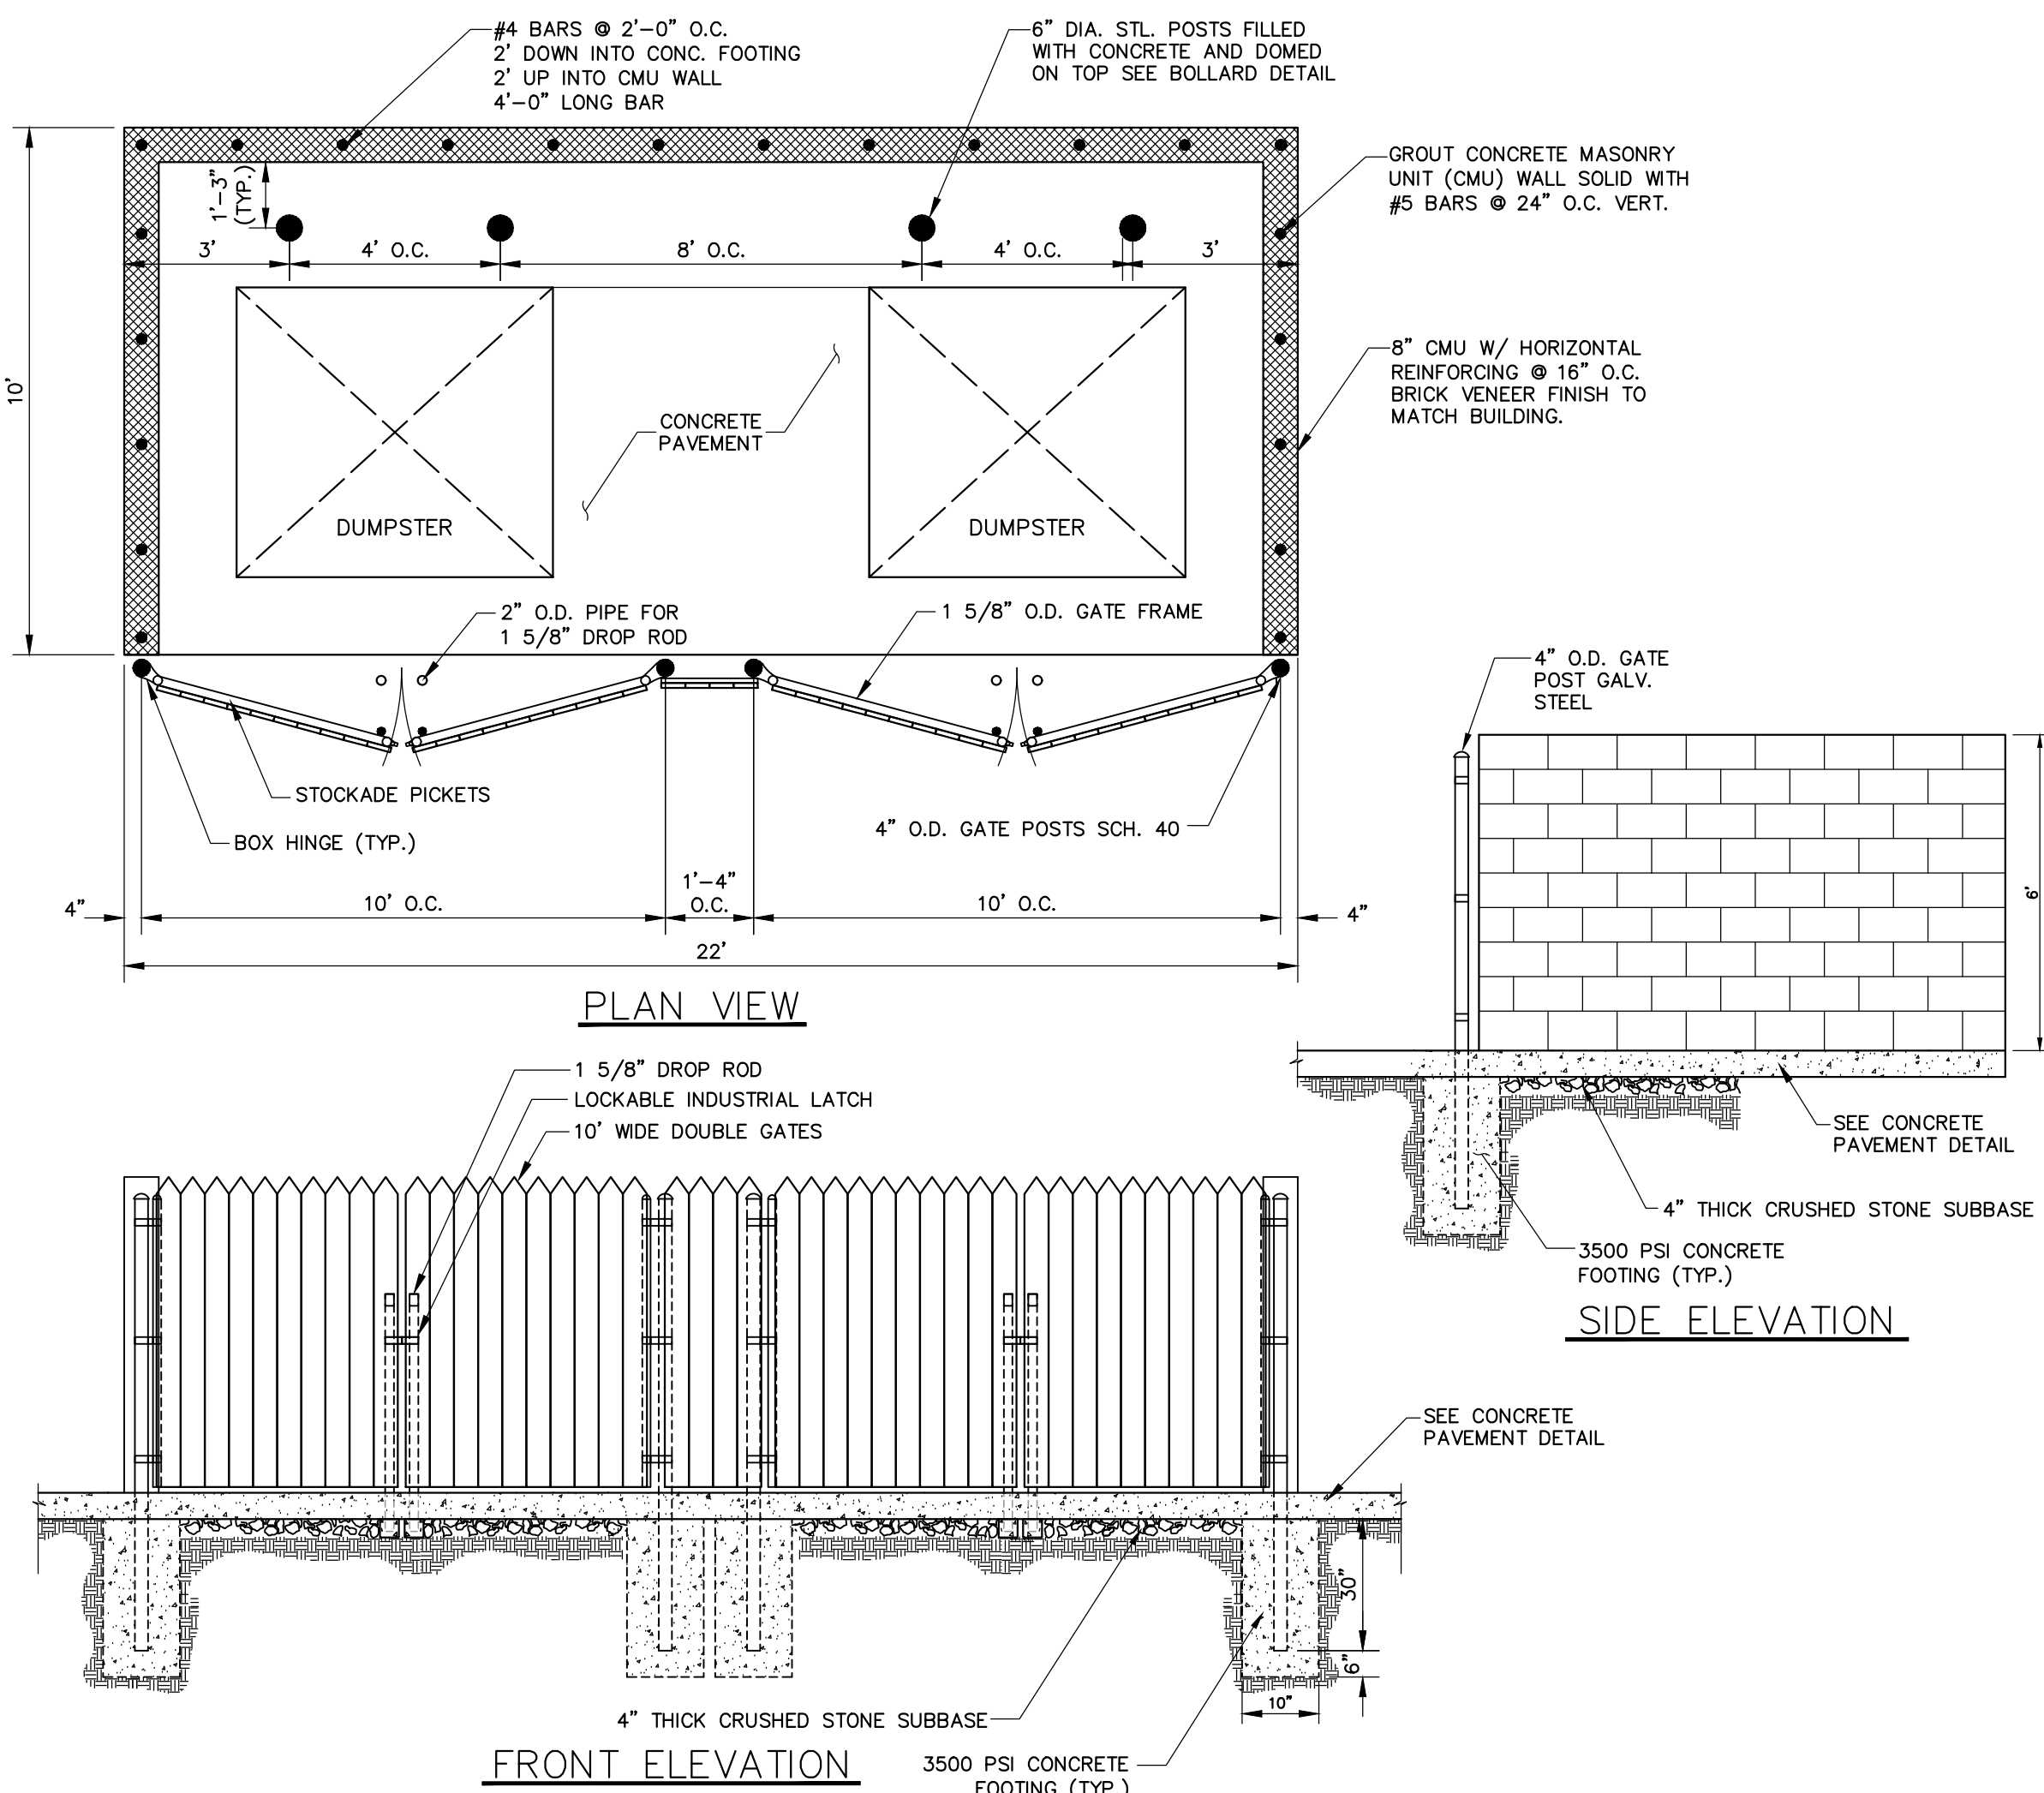 #4 BARS @ 2'-0" O.C.
2' DOWN INTO CONC. FOOTING
2' UP INTO CMU WALL
4'-0" LONG BAR
6" DIA. STL. POSTS FILLED
WITH CONCRETE AND DOMED
ON TOP SEE BOLLARD DETAIL
GROUT CONCRETE MASONRY
UNIT (CMU) WALL SOLID WITH
#5 BARS @ 24" O.C. VERT.
1'-3"
(TYP.)
3'
4' O.C.
8' O.C.
4' O.C.
3'
10'
8" CMU W/ HORIZONTAL
REINFORCING @ 16" O.C.
BRICK VENEER FINISH TO
MATCH BUILDING.
CONCRETE
PAVEMENT
DUMPSTER
DUMPSTER
2" O.D. PIPE FOR
1 5/8" DROP ROD
1 5/8" O.D. GATE FRAME
4" O.D. GATE
POST GALV.
STEEL
STOCKADE PICKETS
BOX HINGE (TYP.)
4" O.D. GATE POSTS SCH. 40
4"
10' O.C.
1'-4"
O.C.
10' O.C.
4"
22'
PLAN VIEW
6'
SEE CONCRETE
PAVEMENT DETAIL
4" THICK CRUSHED STONE SUBBASE
3500 PSI CONCRETE
FOOTING (TYP.)
SIDE ELEVATION
1 5/8" DROP ROD
LOCKABLE INDUSTRIAL LATCH
10' WIDE DOUBLE GATES
SEE CONCRETE
PAVEMENT DETAIL
30"
6"
10"
4" THICK CRUSHED STONE SUBBASE
3500 PSI CONCRETE
FOOTING (TYP.)
FRONT ELEVATION